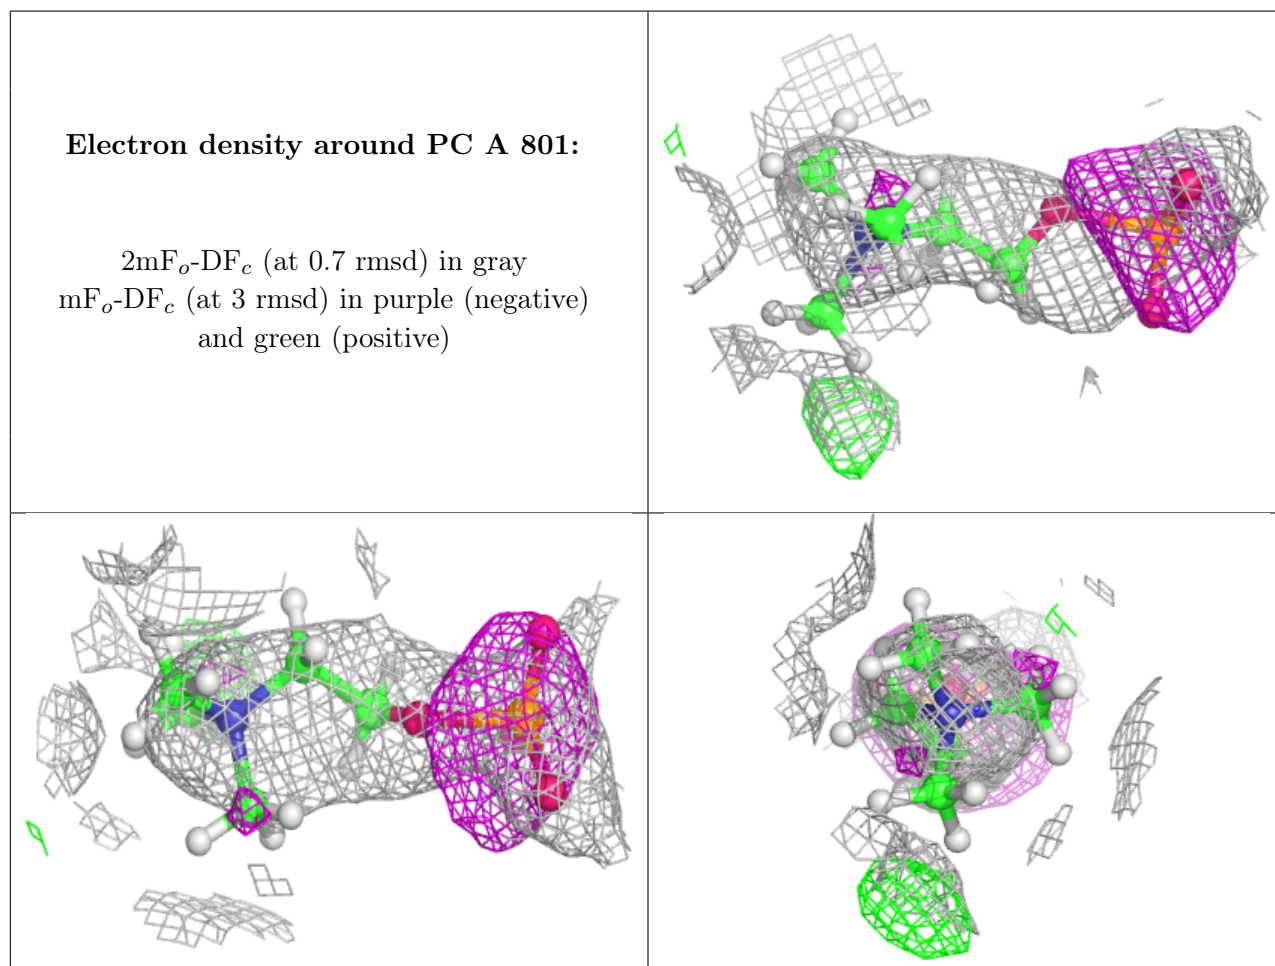 Electron density around PC A 801:
2mFo-DFc (at 0.7 rmsd) in gray
mFo-DFc (at 3 rmsd) in purple (negative)
and green (positive)